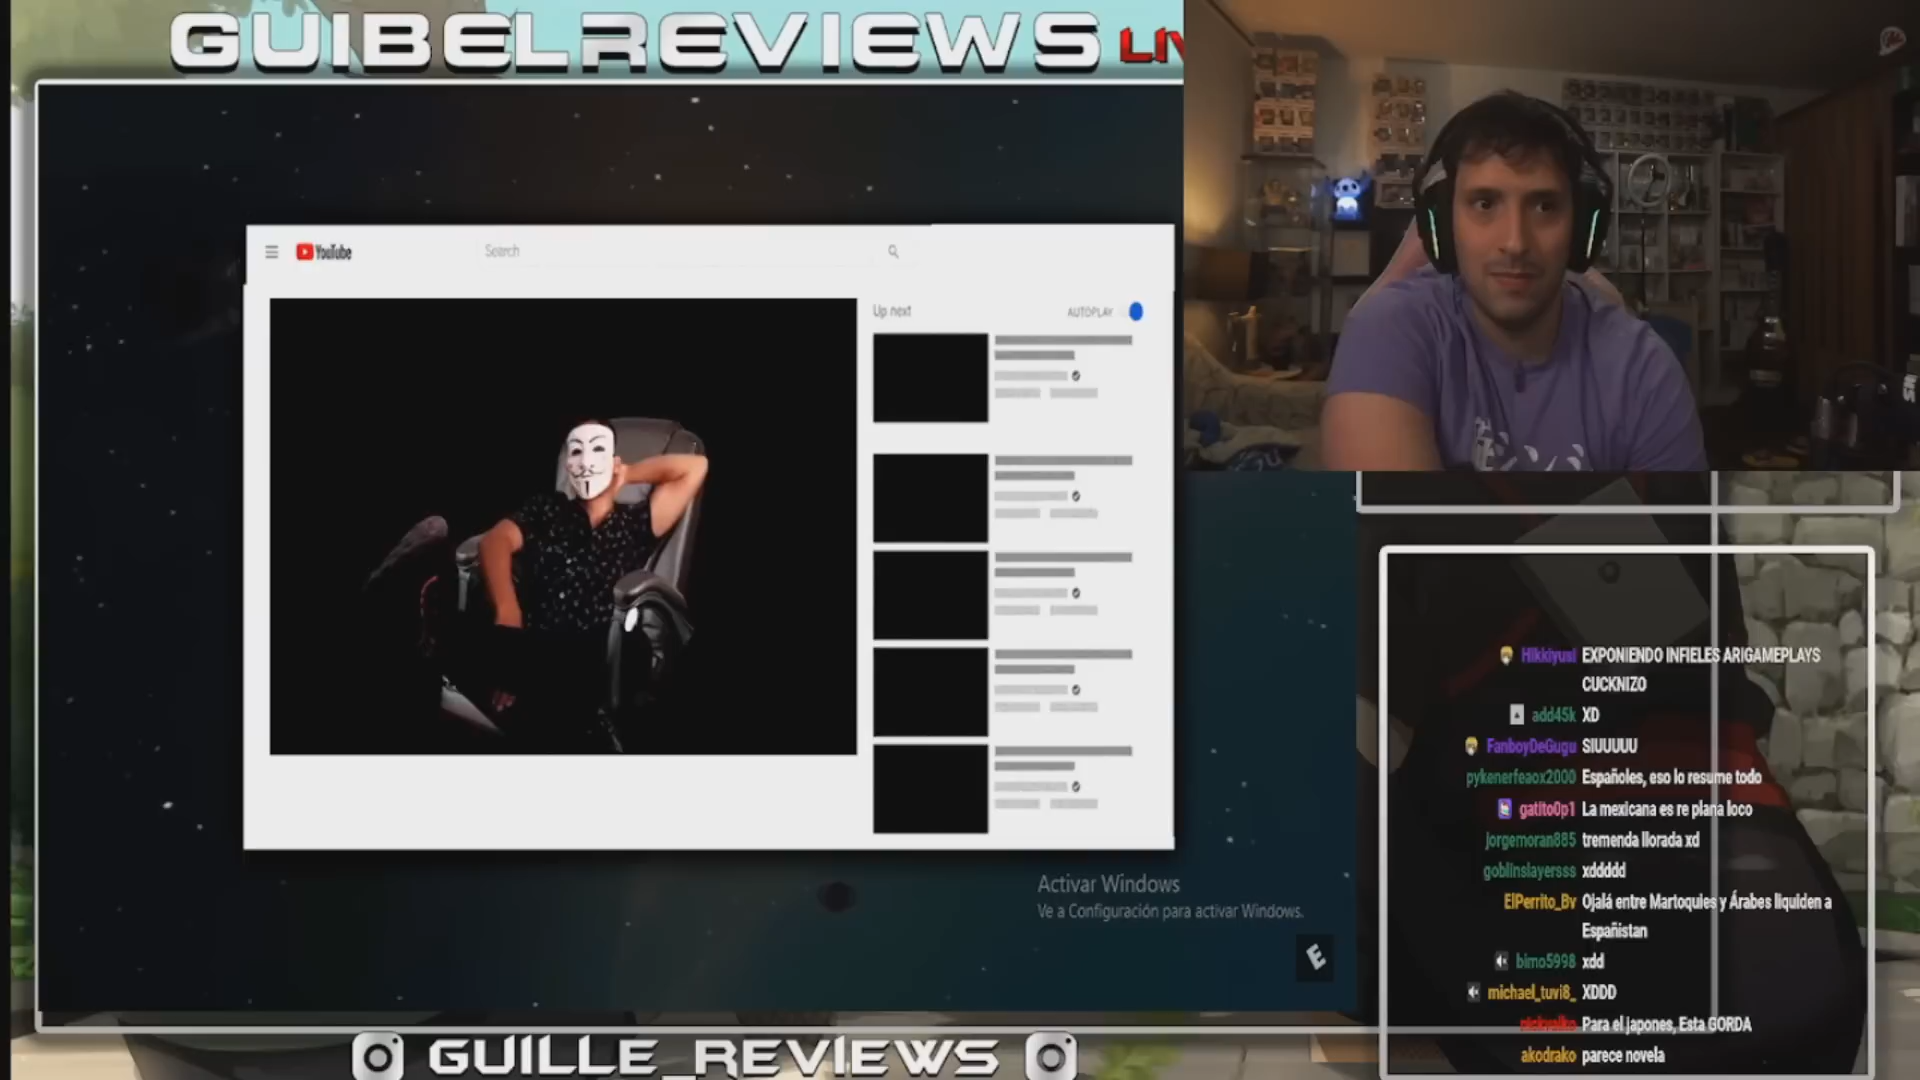 GUIBELREVIEWS
YouTube
Search
Up next
AUTOPLAY
Activar Windows
Ve a Configuración para activar Windows.
GUILLE_REVIEWS
Hikkiyusi EXPONIENDO INFIELES ARIGAMEPLAYS
CUCKNIZO
add45k XD
FanboyDeGugu SIUUUUU
pykenerfeaox2000 Españoles, eso lo resume todo
gatito0p1 La mexicana es re plana loco
jorgemoran885 tremenda llorada xd
goblinslayersss xddddd
ElPerrito_Bv Ojalá entre Martoquies y Árabes liquiden a
Españistan
bimo5998 xdd
michael_tuvi8_ XDDD
Para el japones, Esta GORDA
akodrako parece novela